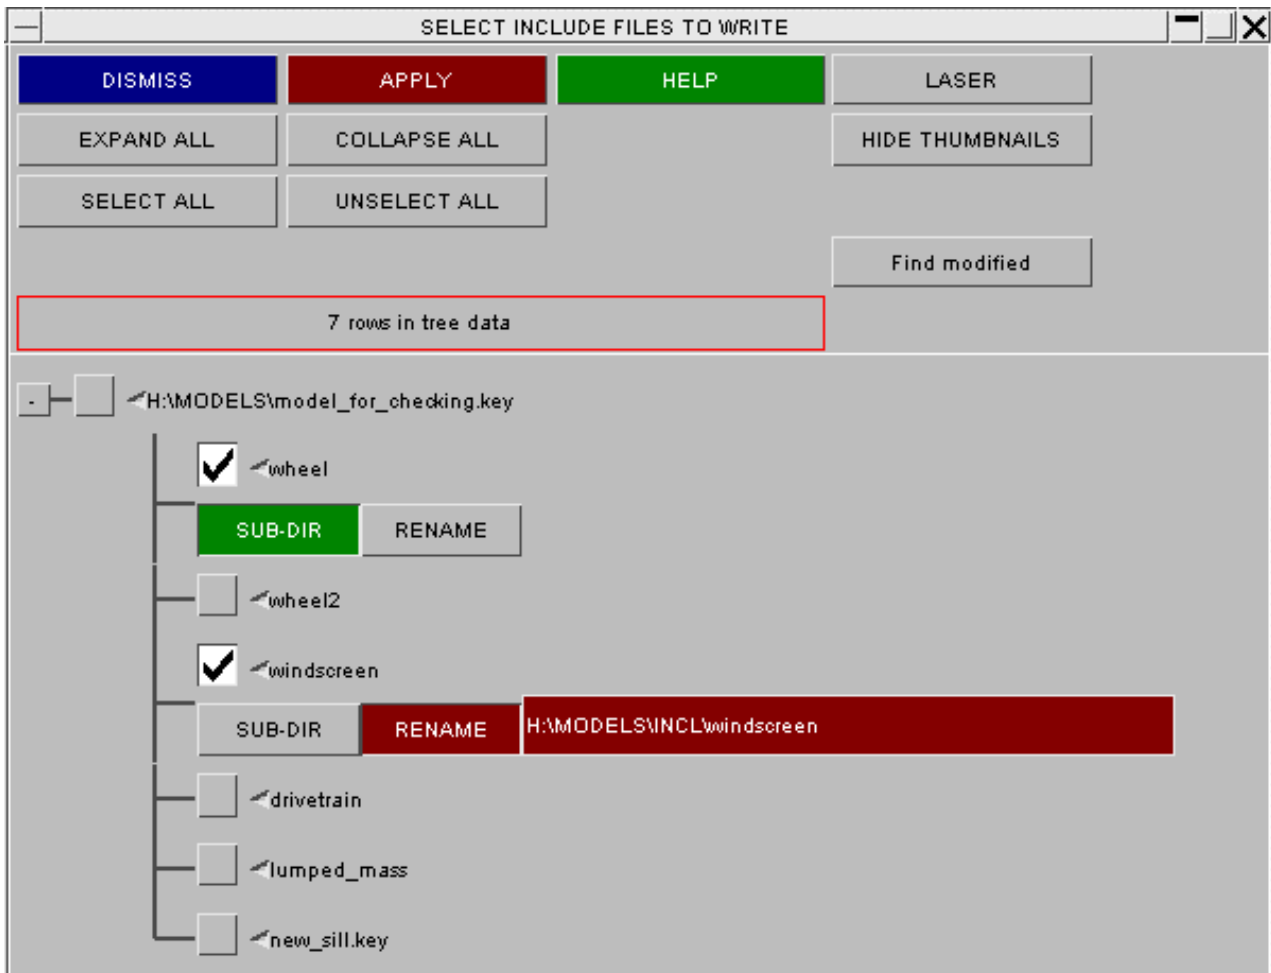 SELECT INCLUDE FILES TO WRITE
DISMISS APPLY HELP LASER
EXPAND ALL COLLAPSE ALL HIDE THUMBNAILS
SELECT ALL UNSELECT ALL
Find modified
7 rows in tree data
- H:\MODELS\model_for_checking.key
wheel
SUB-DIR RENAME
wheel2
windscreen
SUB-DIR RENAME H:\MODELS\INCL\windscreen
drivetrain
lumped_mass
new_sill.key